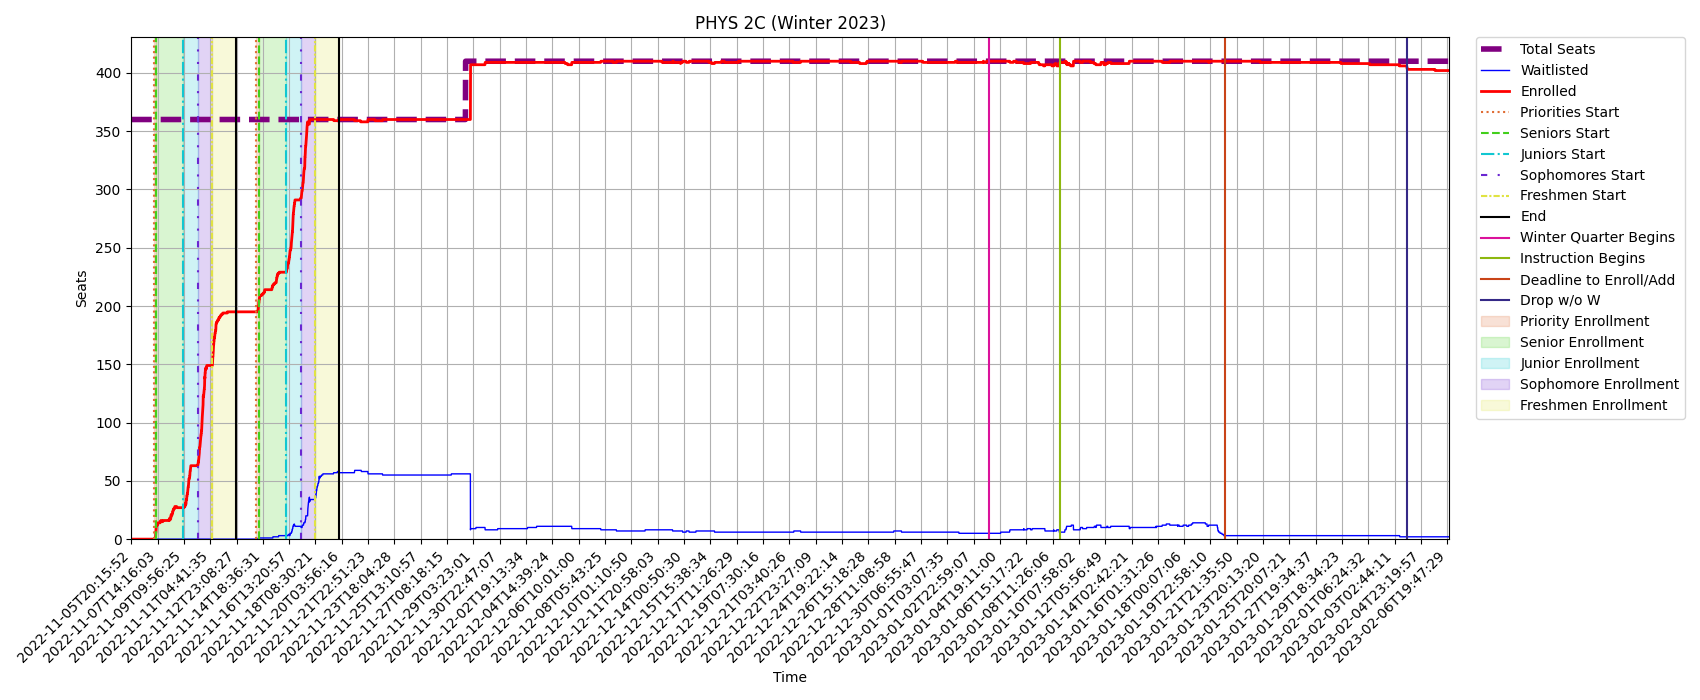 PHYS 2C (Winter 2023)
Seats
400
350
300
250
200
150
100
50
0
2022-11-05T20:15:52
2022-11-07T14:16:03
2022-11-09T09:56:25
2022-11-11T04:41:35
2022-11-12T23:08:27
2022-11-14T18:36:31
2022-11-16T13:20:57
2022-11-18T08:30:21
2022-11-20T03:56:16
2022-11-21T22:51:23
2022-11-23T18:04:28
2022-11-25T13:10:57
2022-11-27T08:18:15
2022-11-29T03:23:01
2022-11-30T22:47:07
2022-12-02T19:13:34
2022-12-04T14:39:24
2022-12-06T10:01:00
2022-12-08T05:43:25
2022-12-10T01:10:50
2022-12-11T20:58:03
2022-12-14T00:50:30
2022-12-15T15:38:34
2022-12-17T11:26:29
2022-12-19T07:30:16
2022-12-21T03:40:26
2022-12-22T23:27:09
2022-12-24T19:22:14
2022-12-26T15:18:28
2022-12-28T11:08:58
2022-12-30T06:55:47
2023-01-01T03:07:35
2023-01-02T22:59:07
2023-01-04T19:11:00
2023-01-06T15:17:22
2023-01-08T11:26:06
2023-01-10T07:58:02
2023-01-12T05:56:49
2023-01-14T02:42:21
2023-01-16T01:31:26
2023-01-18T00:07:06
2023-01-19T22:58:10
2023-01-21T21:35:50
2023-01-23T20:13:20
2023-01-25T20:07:21
2023-01-27T19:34:37
2023-01-29T18:34:23
2023-02-01T06:24:32
2023-02-03T02:44:11
2023-02-04T23:19:57
2023-02-06T19:47:29
Time
Total Seats
Waitlisted
Enrolled
Priorities Start
Seniors Start
Juniors Start
Sophomores Start
Freshmen Start
End
Winter Quarter Begins
Instruction Begins
Deadline to Enroll/Add
Drop w/o W
Priority Enrollment
Senior Enrollment
Junior Enrollment
Sophomore Enrollment
Freshmen Enrollment